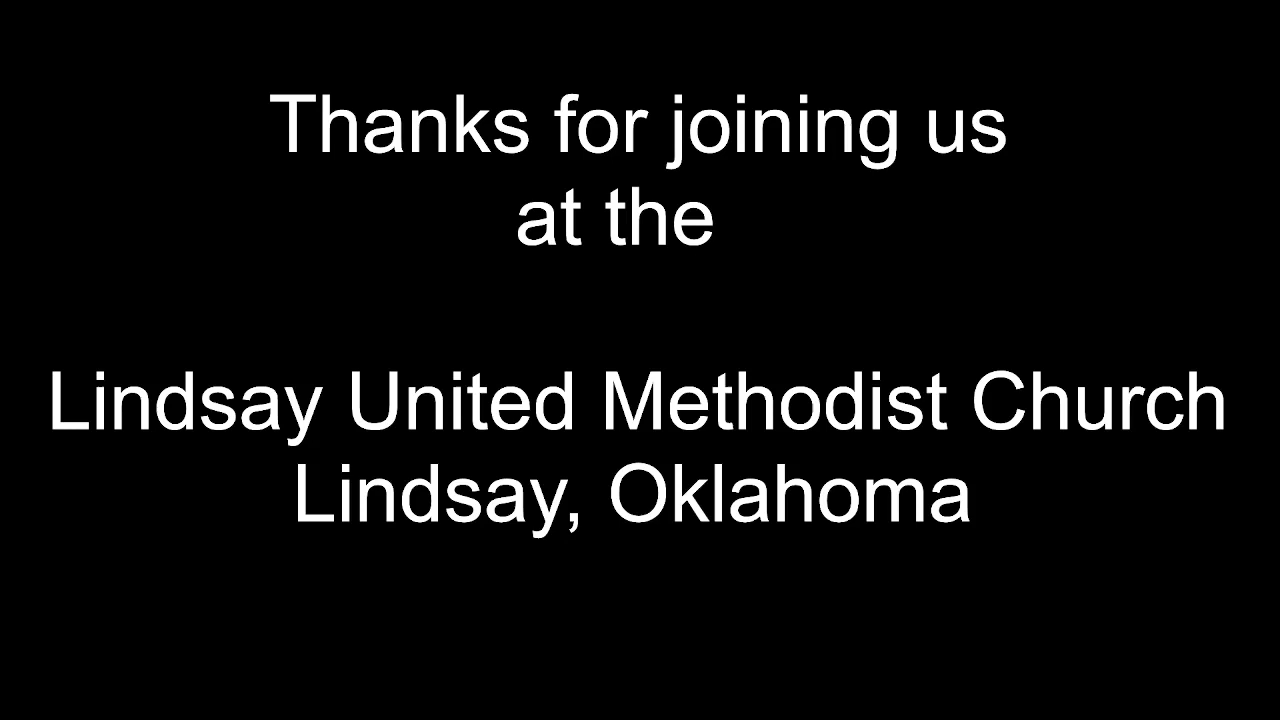 Thanks for joining us
at the
Lindsay United Methodist Church
Lindsay, Oklahoma